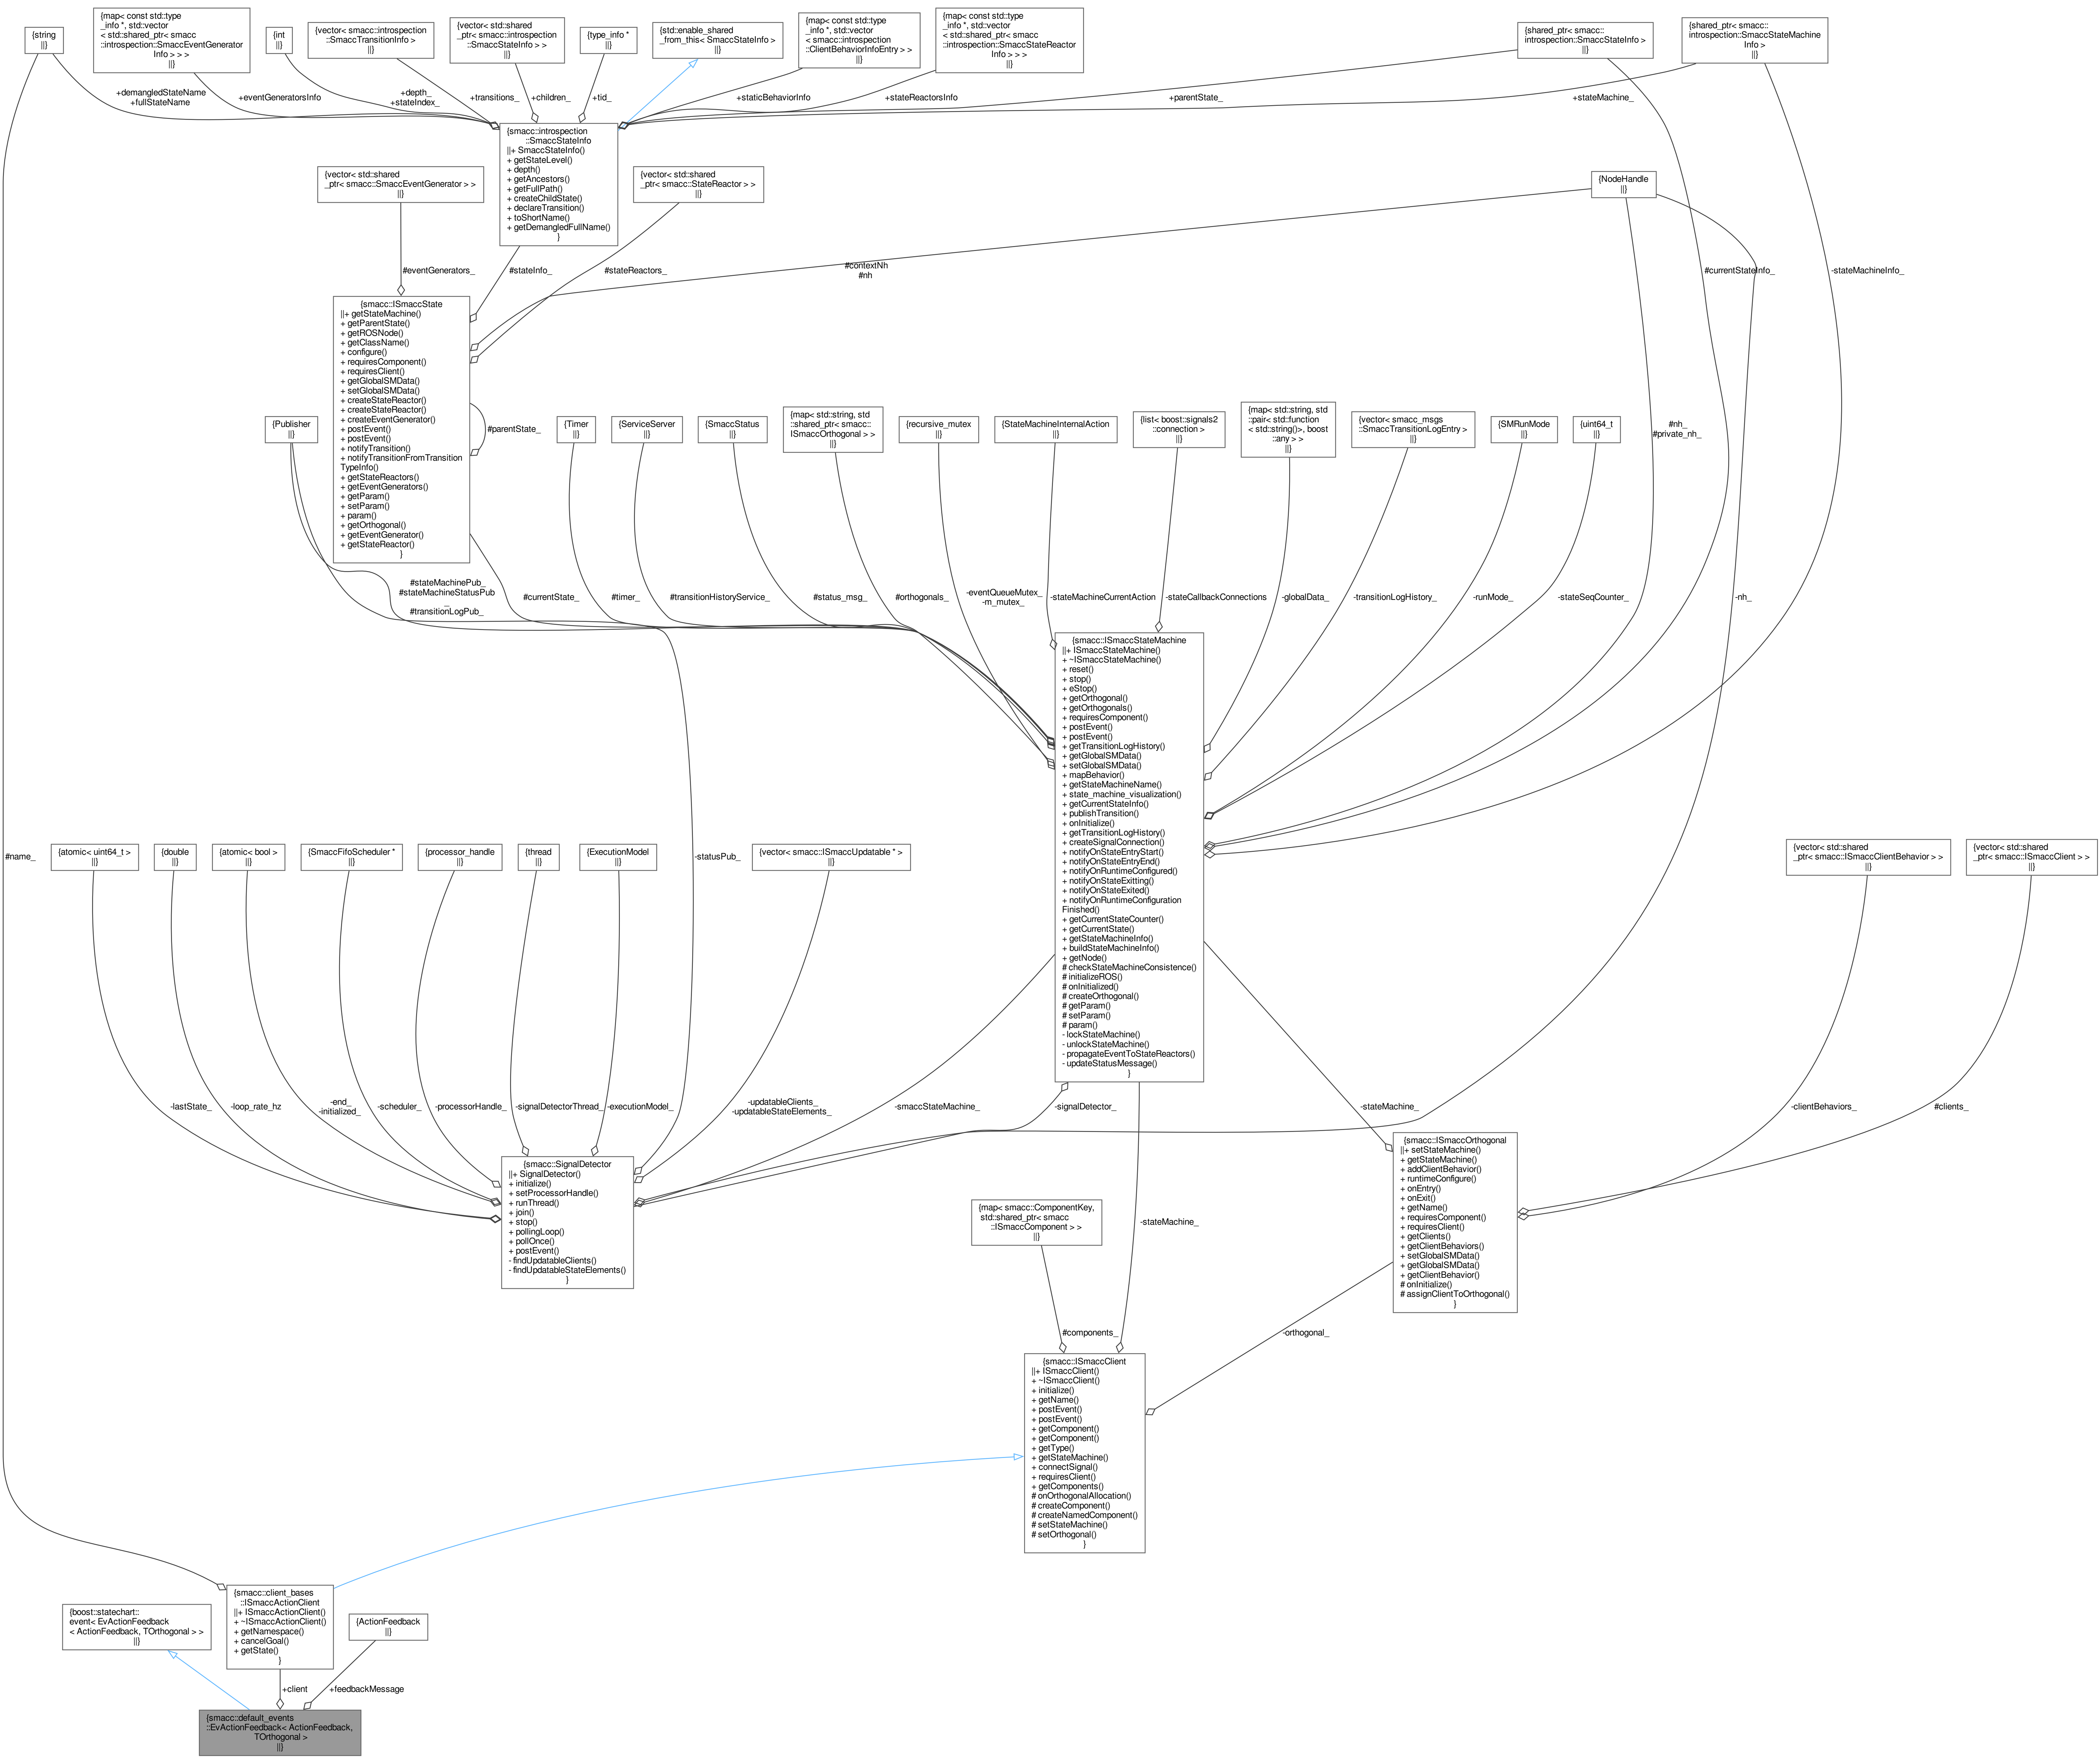 {string
||}
{map< const std::type
_info *, std::vector
< std::shared_ptr< smacc
::introspection::SmaccEventGenerator
Info > > >
||}
{int
||}
{vector< smacc::introspection
::SmaccTransitionInfo >
||}
{vector< std::shared
_ptr< smacc::introspection
::SmaccStateInfo > >
||}
{type_info *
||}
{std::enable_shared
_from_this< SmaccStateInfo >
||}
{map< const std::type
_info *, std::vector
< smacc::introspection
::ClientBehaviorInfoEntry > >
||}
{map< const std::type
_info *, std::vector
< std::shared_ptr< smacc
::introspection::SmaccStateReactor
Info > > >
||}
{shared_ptr< smacc::
introspection::SmaccStateInfo >
||}
{shared_ptr< smacc::
introspection::SmaccStateMachine
Info >
||}
+demangledStateName
+fullStateName
+eventGeneratorsInfo
+depth_
+stateIndex_
+transitions_
+children_
+tid_
+staticBehaviorInfo
+stateReactorsInfo
+parentState_
+stateMachine_
{smacc::introspection
::SmaccStateInfo
||+ SmaccStateInfo()
+ getStateLevel()
+ depth()
+ getAncestors()
+ getFullPath()
+ createChildState()
+ declareTransition()
+ toShortName()
+ getDemangledFullName()
}
{vector< std::shared
_ptr< smacc::SmaccEventGenerator > >
||}
{vector< std::shared
_ptr< smacc::StateReactor > >
||}
{NodeHandle
||}
#eventGenerators_
#stateInfo_
#stateReactors_
#contextNh
#nh
#currentStateInfo_
-stateMachineInfo_
{smacc::ISmaccState
||+ getStateMachine()
+ getParentState()
+ getROSNode()
+ getClassName()
+ configure()
+ requiresComponent()
+ requiresClient()
+ getGlobalSMData()
+ setGlobalSMData()
+ createStateReactor()
+ createStateReactor()
+ createEventGenerator()
+ postEvent()
+ postEvent()
+ notifyTransition()
+ notifyTransitionFromTransition
TypeInfo()
+ getStateReactors()
+ getEventGenerators()
+ getParam()
+ setParam()
+ param()
+ getOrthogonal()
+ getEventGenerator()
+ getStateReactor()
}
#parentState_
{Publisher
||}
{Timer
||}
{ServiceServer
||}
{SmaccStatus
||}
{map< std::string, std
::shared_ptr< smacc::
ISmaccOrthogonal > >
||}
{recursive_mutex
||}
{StateMachineInternalAction
||}
{list< boost::signals2
::connection >
||}
{map< std::string, std
::pair< std::function
< std::string()>, boost
::any > >
||}
{vector< smacc_msgs
::SmaccTransitionLogEntry >
||}
{SMRunMode
||}
{uint64_t
||}
#nh_
#private_nh_
#stateMachinePub_
#stateMachineStatusPub
_
#transitionLogPub_
#currentState_
#timer_
#transitionHistoryService_
#status_msg_
#orthogonals_
-eventQueueMutex_
-m_mutex_
-stateMachineCurrentAction
-stateCallbackConnections
-globalData_
-transitionLogHistory_
-runMode_
-stateSeqCounter_
-nh_
{smacc::ISmaccStateMachine
||+ ISmaccStateMachine()
+ ~ISmaccStateMachine()
+ reset()
+ stop()
+ eStop()
+ getOrthogonal()
+ getOrthogonals()
+ requiresComponent()
+ postEvent()
+ postEvent()
+ getTransitionLogHistory()
+ getGlobalSMData()
+ setGlobalSMData()
+ mapBehavior()
+ getStateMachineName()
+ state_machine_visualization()
+ getCurrentStateInfo()
+ publishTransition()
+ onInitialize()
+ getTransitionLogHistory()
+ createSignalConnection()
+ notifyOnStateEntryStart()
+ notifyOnStateEntryEnd()
+ notifyOnRuntimeConfigured()
+ notifyOnStateExitting()
+ notifyOnStateExited()
+ notifyOnRuntimeConfiguration
Finished()
+ getCurrentStateCounter()
+ getCurrentState()
+ getStateMachineInfo()
+ buildStateMachineInfo()
+ getNode()
# checkStateMachineConsistence()
# initializeROS()
# onInitialized()
# createOrthogonal()
# getParam()
# setParam()
# param()
- lockStateMachine()
- unlockStateMachine()
- propagateEventToStateReactors()
- updateStatusMessage()
}
#name_
{atomic< uint64_t >
||}
{double
||}
{atomic< bool >
||}
{SmaccFifoScheduler *
||}
{processor_handle
||}
{thread
||}
{ExecutionModel
||}
-statusPub_
{vector< smacc::ISmaccUpdatable * >
||}
{vector< std::shared
_ptr< smacc::ISmaccClientBehavior > >
||}
{vector< std::shared
_ptr< smacc::ISmaccClient > >
||}
-lastState_
-loop_rate_hz
-end_
-initialized_
-scheduler_
-processorHandle_
-signalDetectorThread_
-executionModel_
-updatableClients_
-updatableStateElements_
-smaccStateMachine_
-signalDetector_
-stateMachine_
-clientBehaviors_
#clients_
{smacc::SignalDetector
||+ SignalDetector()
+ initialize()
+ setProcessorHandle()
+ runThread()
+ join()
+ stop()
+ pollingLoop()
+ pollOnce()
+ postEvent()
- findUpdatableClients()
- findUpdatableStateElements()
}
{smacc::ISmaccOrthogonal
||+ setStateMachine()
+ getStateMachine()
+ addClientBehavior()
+ runtimeConfigure()
+ onEntry()
+ onExit()
+ getName()
+ requiresComponent()
+ requiresClient()
+ getClients()
+ getClientBehaviors()
+ setGlobalSMData()
+ getGlobalSMData()
+ getClientBehavior()
# onInitialize()
# assignClientToOrthogonal()
}
{map< smacc::ComponentKey,
std::shared_ptr< smacc
::ISmaccComponent > >
||}
-stateMachine_
#components_
-orthogonal_
{smacc::ISmaccClient
||+ ISmaccClient()
+ ~ISmaccClient()
+ initialize()
+ getName()
+ postEvent()
+ postEvent()
+ getComponent()
+ getComponent()
+ getType()
+ getStateMachine()
+ connectSignal()
+ requiresClient()
+ getComponents()
# onOrthogonalAllocation()
# createComponent()
# createNamedComponent()
# setStateMachine()
# setOrthogonal()
}
{boost::statechart::
event< EvActionFeedback
< ActionFeedback, TOrthogonal > >
||}
{smacc::client_bases
::ISmaccActionClient
||+ ISmaccActionClient()
+ ~ISmaccActionClient()
+ getNamespace()
+ cancelGoal()
+ getState()
}
{ActionFeedback
||}
+client
+feedbackMessage
{smacc::default_events
::EvActionFeedback< ActionFeedback,
TOrthogonal >
||}